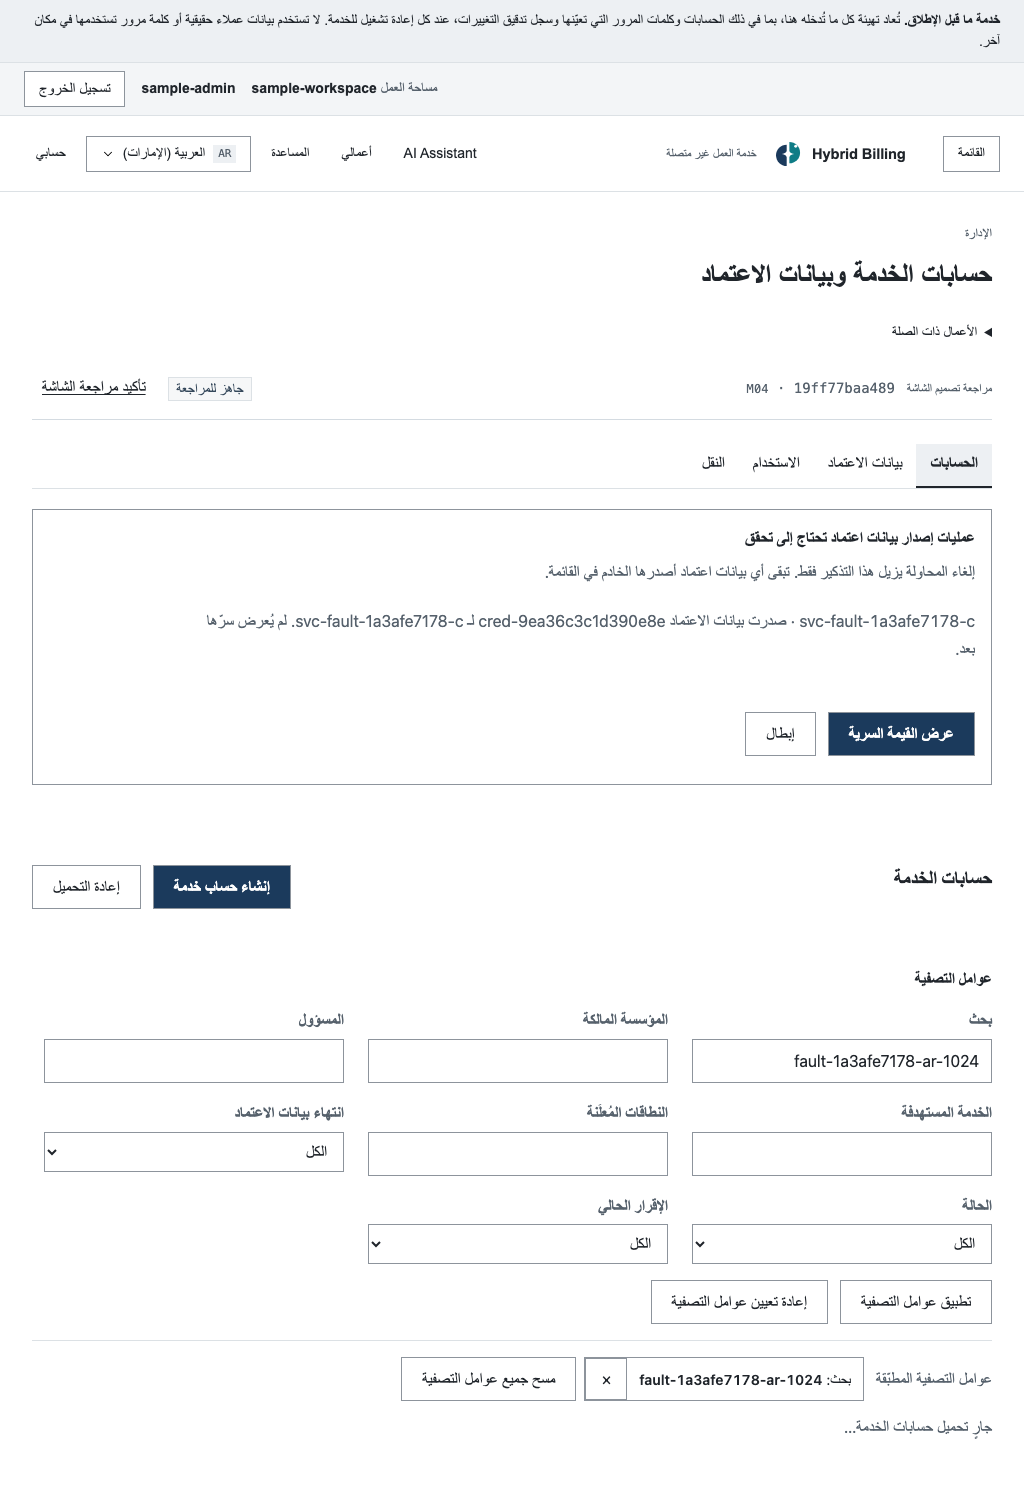 خدمة ما قبل الإطلاق. تُعاد تهيئة كل ما تُدخله هنا، بما في ذلك الحسابات وكلمات المرور التي تعيّنها وسجل تدقيق التغييرات، عند كل إعادة تشغيل للخدمة. لا تستخدم بيانات عملاء حقيقية أو كلمة مرور تستخدمها في مكان
آخر.
مساحة العمل sample-workspace sample-admin تسجيل الخروج
القائمة Hybrid Billing خدمة العمل غير متصلة AI Assistant أعمالي المساعدة AR العربية (الإمارات) حسابي
الإدارة
حسابات الخدمة وبيانات الاعتماد
الأعمال ذات الصلة
مراجعة تصميم الشاشة M04 · 19ff77baa489 جاهز للمراجعة تأكيد مراجعة الشاشة
الحسابات بيانات الاعتماد الاستخدام النقل
عمليات إصدار بيانات اعتماد تحتاج إلى تحقق
إلغاء المحاولة يزيل هذا التذكير فقط. تبقى أي بيانات اعتماد أصدرها الخادم في القائمة.
svc-fault-1a3afe7178-c · صدرت بيانات الاعتماد cred-9ea36c3c1d390e8e لـ svc-fault-1a3afe7178-c. لم يُعرض سرّها
بعد.
عرض القيمة السرية إبطال
حسابات الخدمة إنشاء حساب خدمة إعادة التحميل
عوامل التصفية
بحث المؤسسة المالكة المسؤول
fault-1a3afe7178-ar-1024
الخدمة المستهدفة النطاقات المُعلَنة انتهاء بيانات الاعتماد
الكل
الحالة الإقرار الحالي
الكل الكل
تطبيق عوامل التصفية إعادة تعيين عوامل التصفية
عوامل التصفية المطبّقة بحث: fault-1a3afe7178-ar-1024 × مسح جميع عوامل التصفية
جارٍ تحميل حسابات الخدمة...